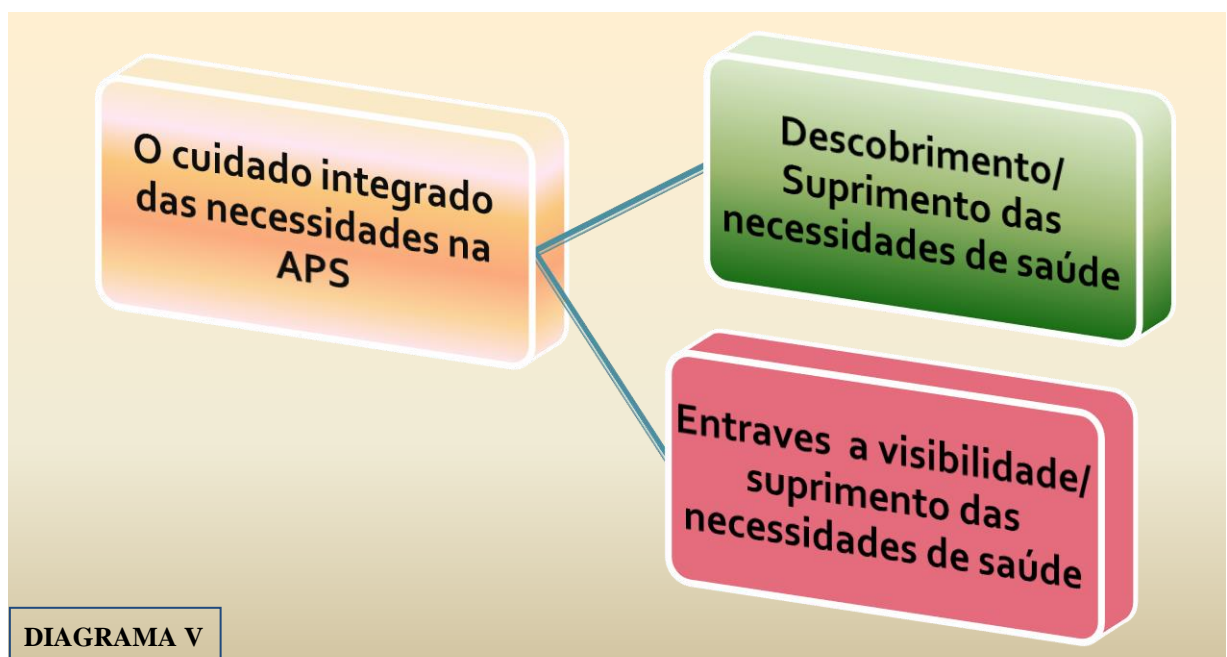 O cuidado integrado
das necessidades na
APS
Descobrimento/
Suprimento das
necessidades de saúde
Entraves a visibilidade/
suprimento das
necessidades de saúde
DIAGRAMA V